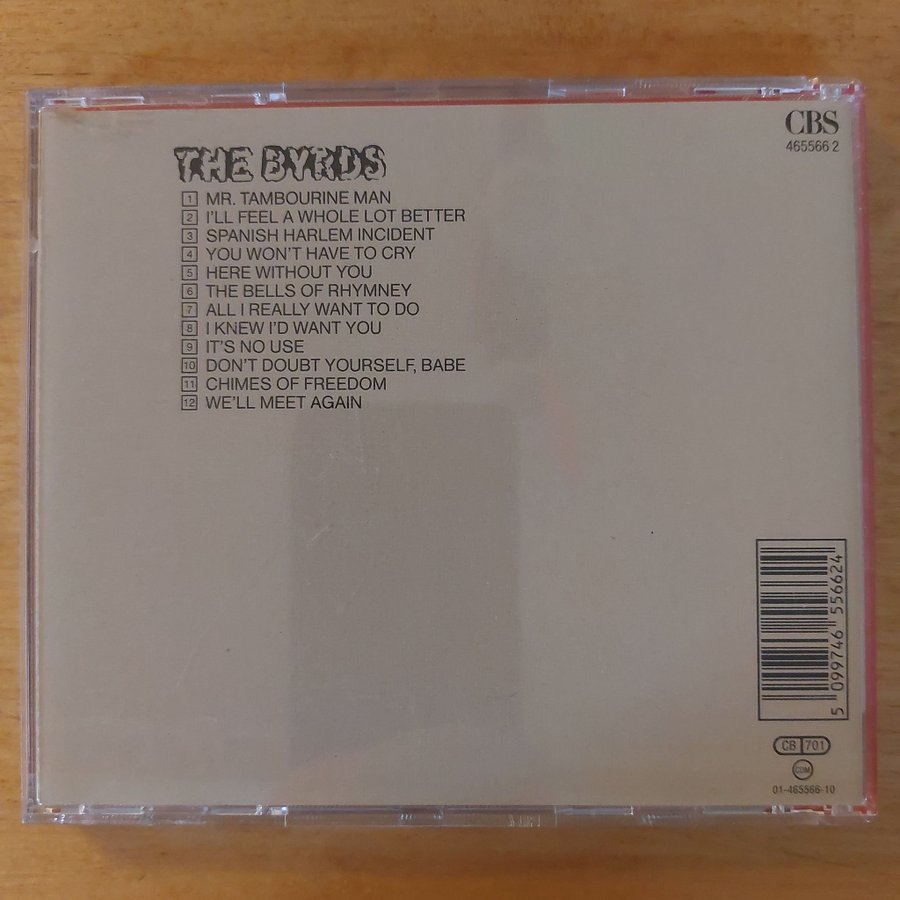 CBS
465566 2
THE BYRDS
1 MR. TAMBOURINE MAN
2 I'LL FEEL A WHOLE LOT BETTER
3 SPANISH HARLEM INCIDENT
4 YOU WON'T HAVE TO CRY
5 HERE WITHOUT YOU
6 THE BELLS OF RHYMNEY
7 ALL I REALLY WANT TO DO
8 I KNEW I'D WANT YOU
9 IT'S NO USE
10 DON'T DOUBT YOURSELF, BABE
11 CHIMES OF FREEDOM
12 WE'LL MEET AGAIN
5 099746 556624
CB 701
COM
01-465566-10